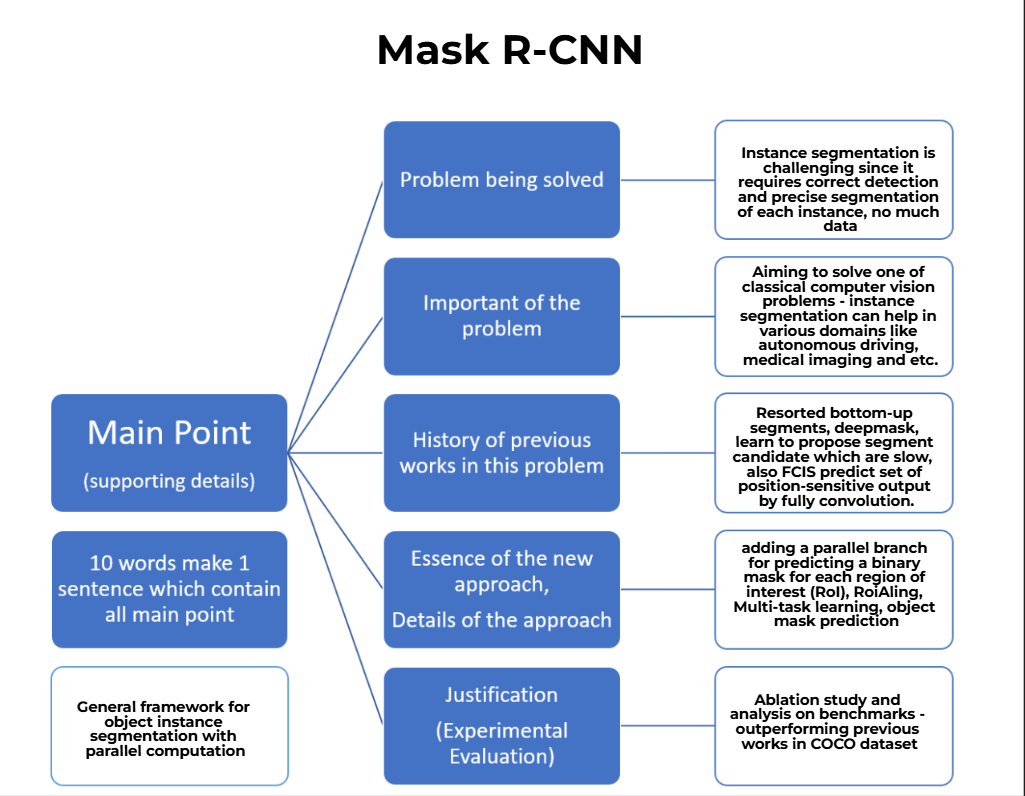 Mask R-CNN
Problem being solved
Instance segmentation is
challenging since it
requires correct detection
and precise segmentation
of each instance, no much
data
Important of the
problem
Aiming to solve one of
classical computer vision
problems - instance
segmentation can help in
various domains like
autonomous driving,
medical imaging and etc.
Main Point
(supporting details)
History of previous
works in this problem
Resorted bottom-up
segments, deepmask,
learn to propose segment
candidate which are slow,
also FCIS predict set of
position-sensitive output
by fully convolution.
10 words make 1
sentence which contain
all main point
Essence of the new
approach,
Details of the approach
adding a parallel branch
for predicting a binary
mask for each region of
interest (RoI), RoiAling,
Multi-task learning, object
mask prediction
General framework for
object instance
segmentation with
parallel computation
Justification
(Experimental
Evaluation)
Ablation study and
analysis on benchmarks -
outperforming previous
works in COCO dataset